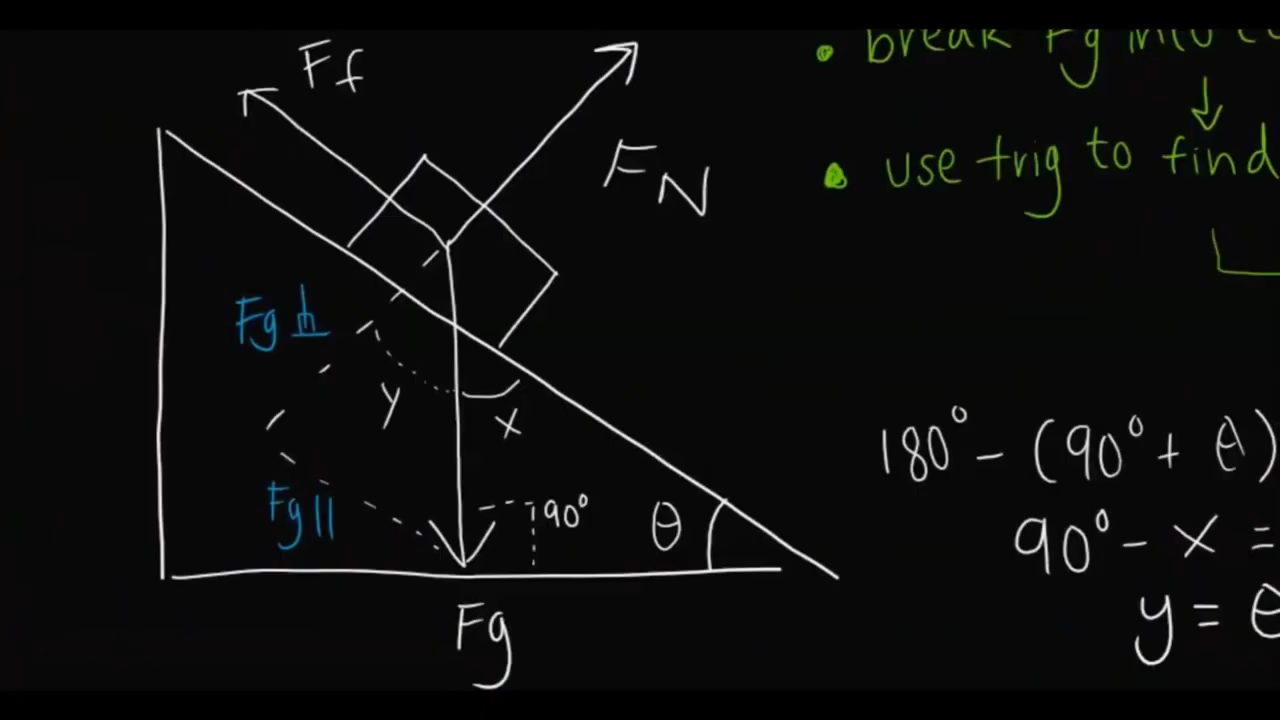 Ff
FN
Fg⊥
y
x
Fg||
90°
θ
Fg
• break Fg into
↓
• use trig to find
180° - (90° + θ)
90° - x =
y = θ